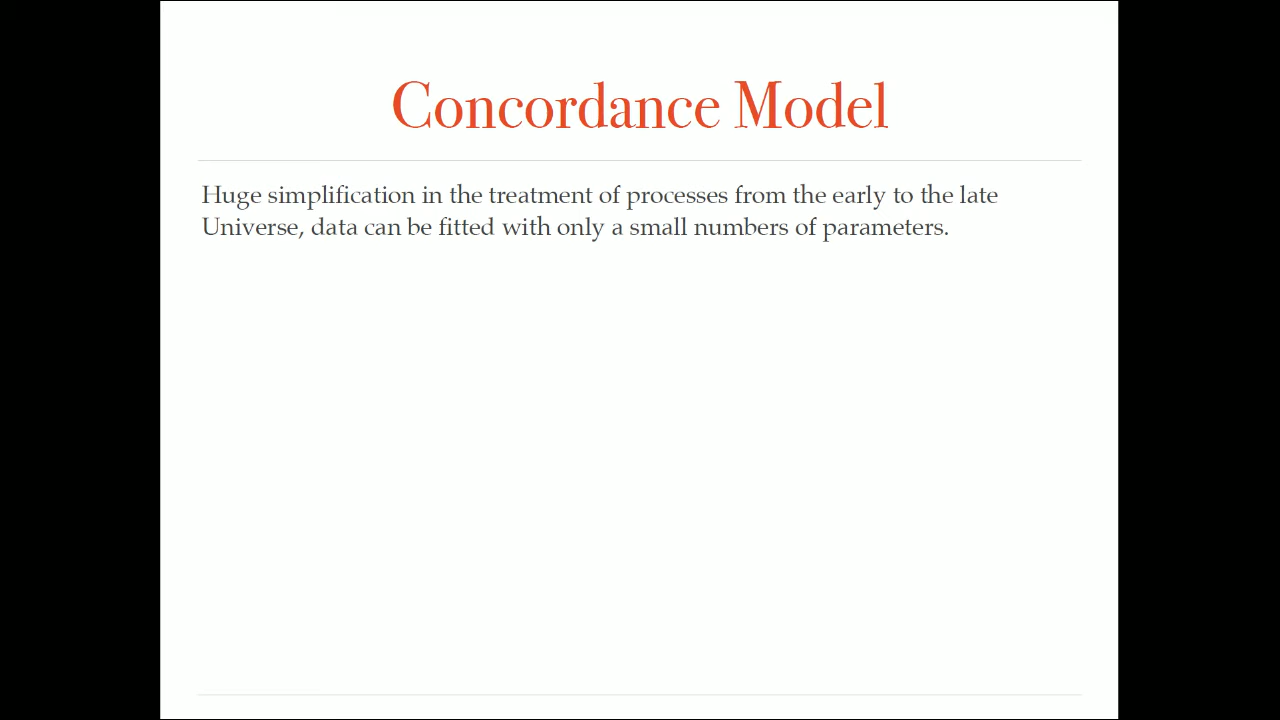 Concordance Model
Huge simplification in the treatment of processes from the early to the late
Universe, data can be fitted with only a small numbers of parameters.